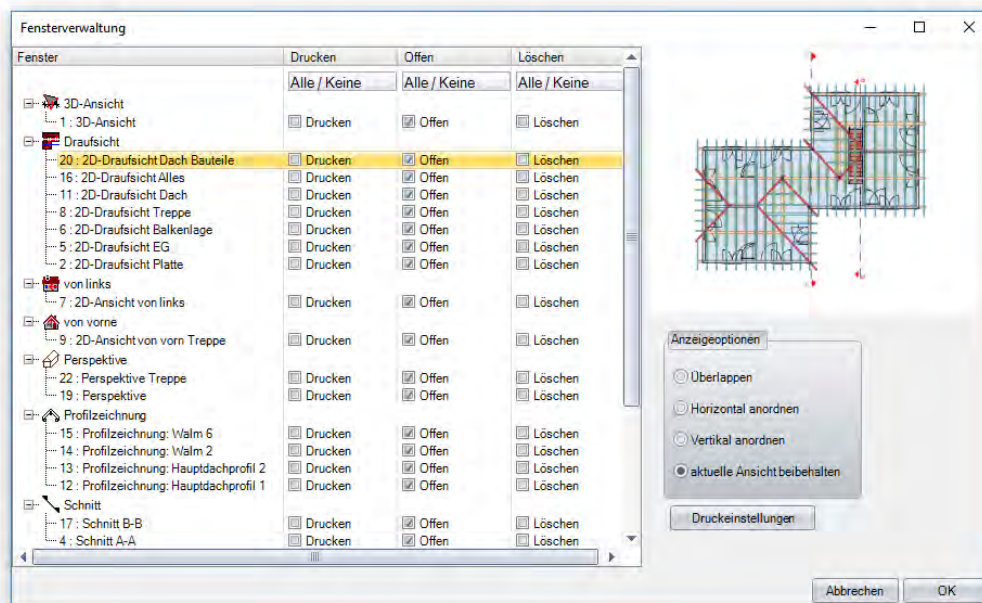 Fensterverwaltung
Fenster Drucken Offen Löschen
Alle / Keine Alle / Keine Alle / Keine
3D-Ansicht
1 : 3D-Ansicht Drucken Offen Löschen
Draufsicht
20 : 2D-Draufsicht Dach Bauteile Drucken Offen Löschen
16 : 2D-Draufsicht Alles Drucken Offen Löschen
11 : 2D-Draufsicht Dach Drucken Offen Löschen
8 : 2D-Draufsicht Treppe Drucken Offen Löschen
6 : 2D-Draufsicht Balkenlage Drucken Offen Löschen
5 : 2D-Draufsicht EG Drucken Offen Löschen
2 : 2D-Draufsicht Platte Drucken Offen Löschen
von links
7 : 2D-Ansicht von links Drucken Offen Löschen
von vorne
9 : 2D-Ansicht von vorn Treppe Drucken Offen Löschen
Perspektive
22 : Perspektive Treppe Drucken Offen Löschen
19 : Perspektive Drucken Offen Löschen
Profilzeichnung
15 : Profilzeichnung: Walm 6 Drucken Offen Löschen
14 : Profilzeichnung: Walm 2 Drucken Offen Löschen
13 : Profilzeichnung: Hauptdachprofil 2 Drucken Offen Löschen
12 : Profilzeichnung: Hauptdachprofil 1 Drucken Offen Löschen
Schnitt
17 : Schnitt B-B Drucken Offen Löschen
4 : Schnitt A-A Drucken Offen Löschen
Anzeigeoptionen
Überlappen
Horizontal anordnen
Vertikal anordnen
aktuelle Ansicht beibehalten
Druckeinstellungen
Abbrechen OK